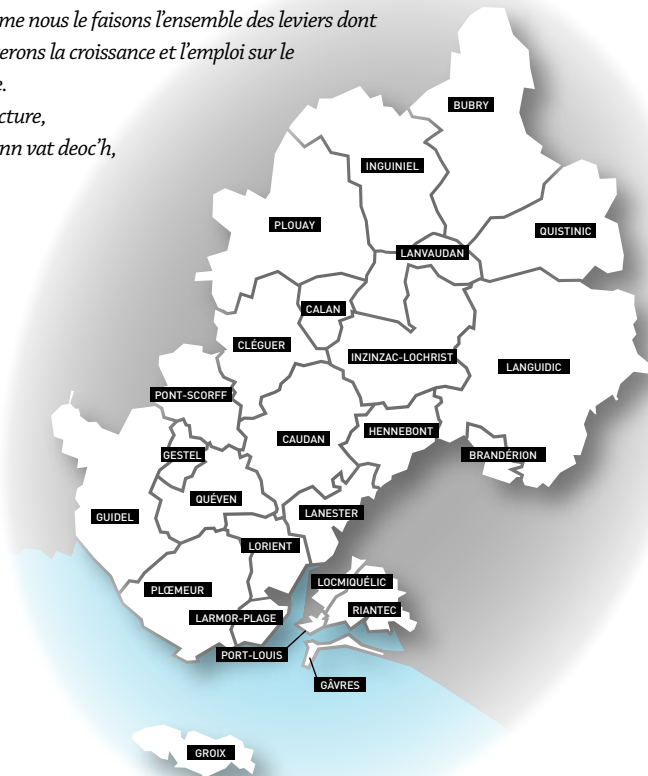 me nous le faisons l'ensemble des leviers dont
erons la croissance et l'emploi sur le
e.
cture,
nn vat deoc'h,
BUBRY
INGUINIEL
PLOUAY
QUISTINIC
LANVAUDAN
CALAN
CLÉGUER
INZINZAC-LOCHRIST
LANGUIDIC
PONT-SCORFF
HENNEBONT
CAUDAN
GESTEL
BRANDÉRION
QUÉVEN
LANESTER
GUIDEL
LORIENT
LOCMIQUÉLIC
PLŒMEUR
RIANTEC
LARMOR-PLAGE
PORT-LOUIS
GÂVRES
GROIX